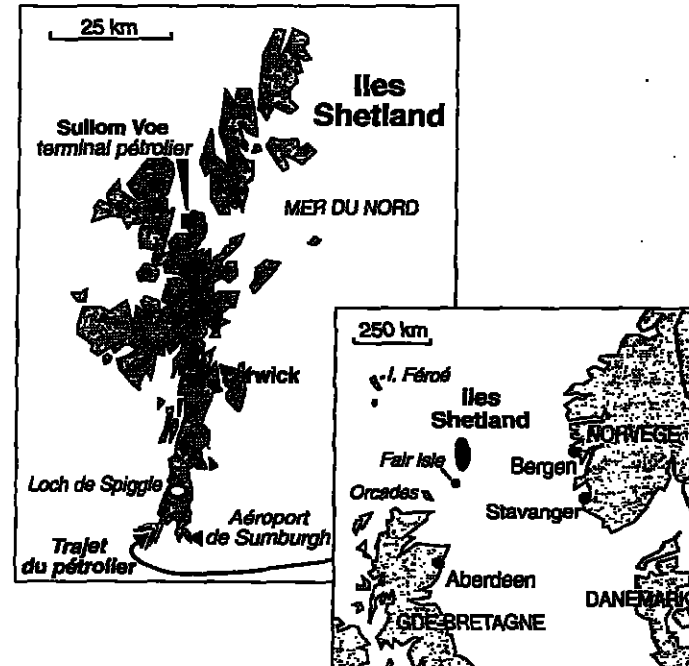 25 km
Iles
Shetland
Sullom Voe
terminal pétrolier
MER DU NORD
rwick
Loch de Spiggie
Aéroport
de Sumburgh
Trajet
du pétrolier
250 km
I. Féroé
Iles
Shetland
NORVEGE
Fair Isle
Bergen
Orcades
Stavanger
Aberdeen
DANEMARK
GDE-BRETAGNE